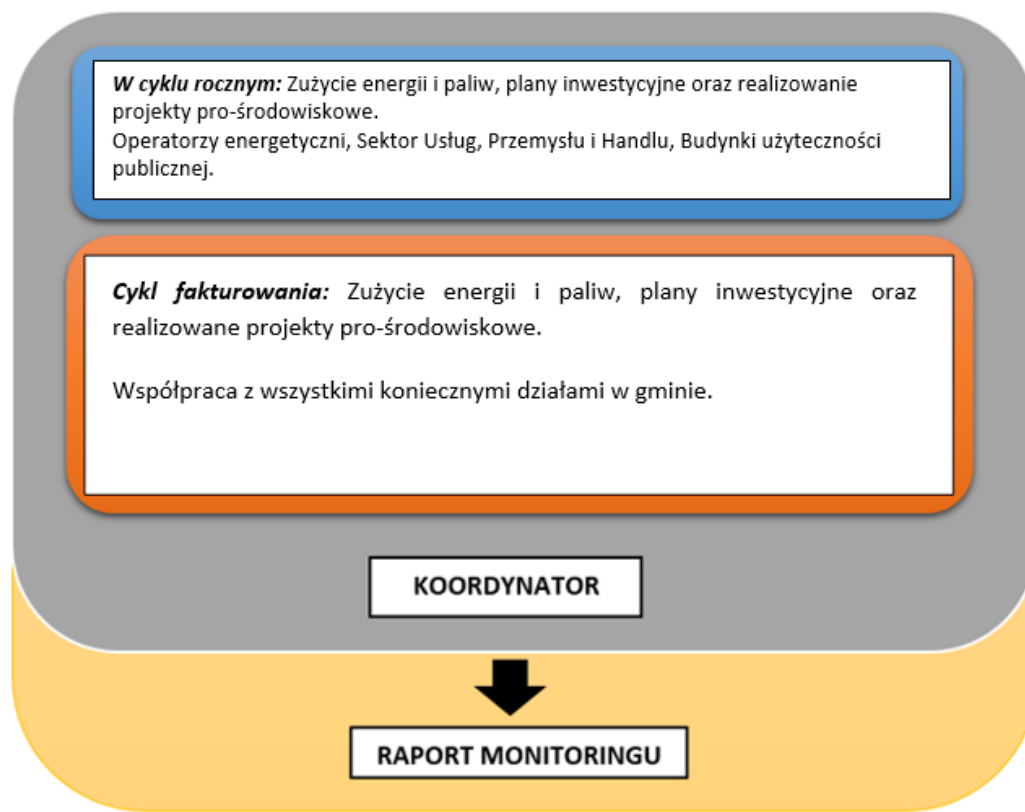 W cyklu rocznym: Zużycie energii i paliw, plany inwestycyjne oraz realizowanie
projekty pro-środowiskowe.
Operatorzy energetyczni, Sektor Usług, Przemysłu i Handlu, Budynki użyteczności
publicznej.
Cykl fakturowania: Zużycie energii i paliw, plany inwestycyjne oraz
realizowane projekty pro-środowiskowe.
Współpraca z wszystkimi koniecznymi działami w gminie.
KOORDYNATOR
RAPORT MONITORINGU